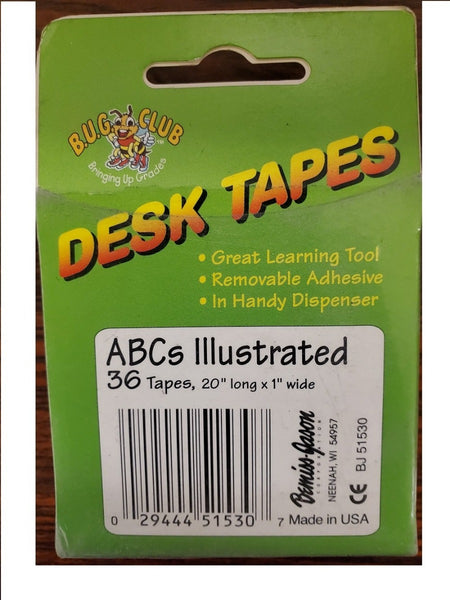 B.U.G. CLUB
Bringing Up Grades
DESK TAPES
• Great Learning Tool
• Removable Adhesive
• In Handy Dispenser
ABCs Illustrated
36 Tapes, 20" long x 1" wide
Bemiss-Jason
CORPORATION
NEENAH, WI 54957
CE BJ 51530
0 29444 51530 7
Made in USA